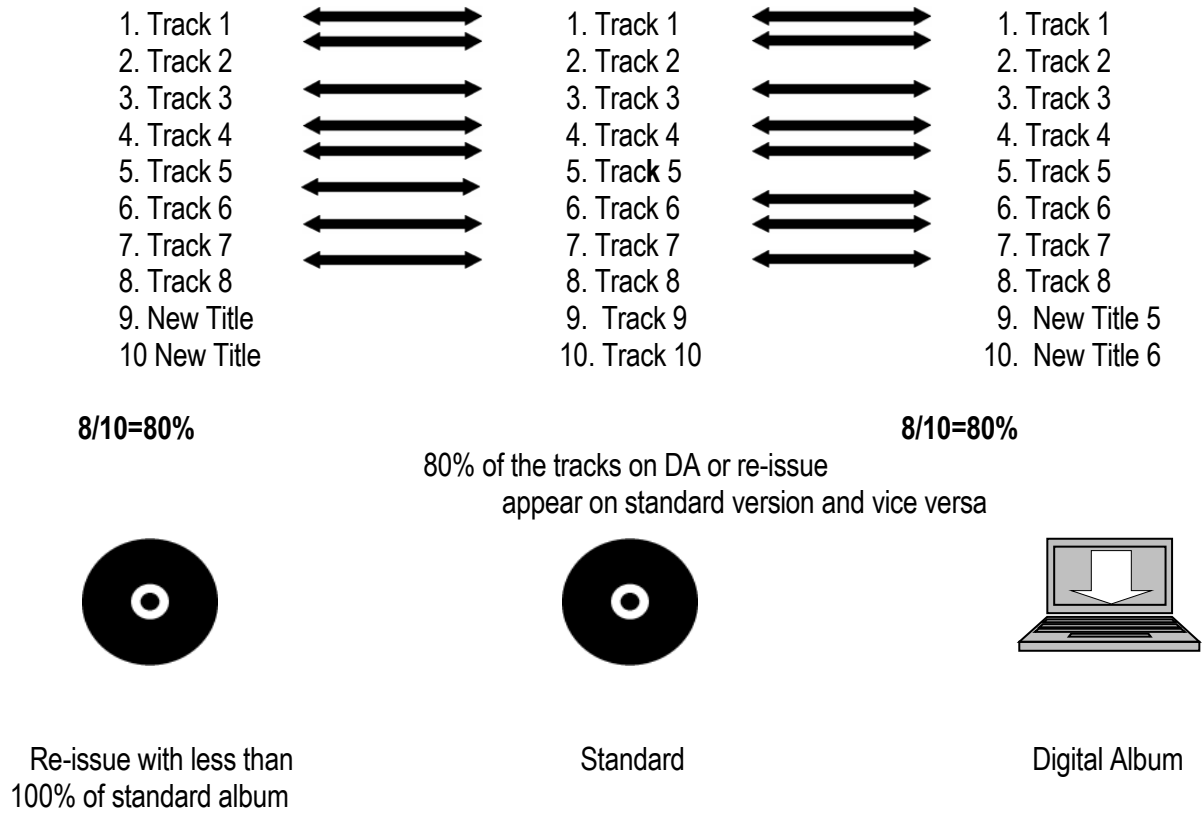 1. Track 1
2. Track 2
3. Track 3
4. Track 4
5. Track 5
6. Track 6
7. Track 7
8. Track 8
9. New Title
10 New Title
1. Track 1
2. Track 2
3. Track 3
4. Track 4
5. Track 5
6. Track 6
7. Track 7
8. Track 8
9. Track 9
10. Track 10
1. Track 1
2. Track 2
3. Track 3
4. Track 4
5. Track 5
6. Track 6
7. Track 7
8. Track 8
9. New Title 5
10. New Title 6
8/10=80%
8/10=80%
80% of the tracks on DA or re-issue
appear on standard version and vice versa
Re-issue with less than
100% of standard album
Standard
Digital Album